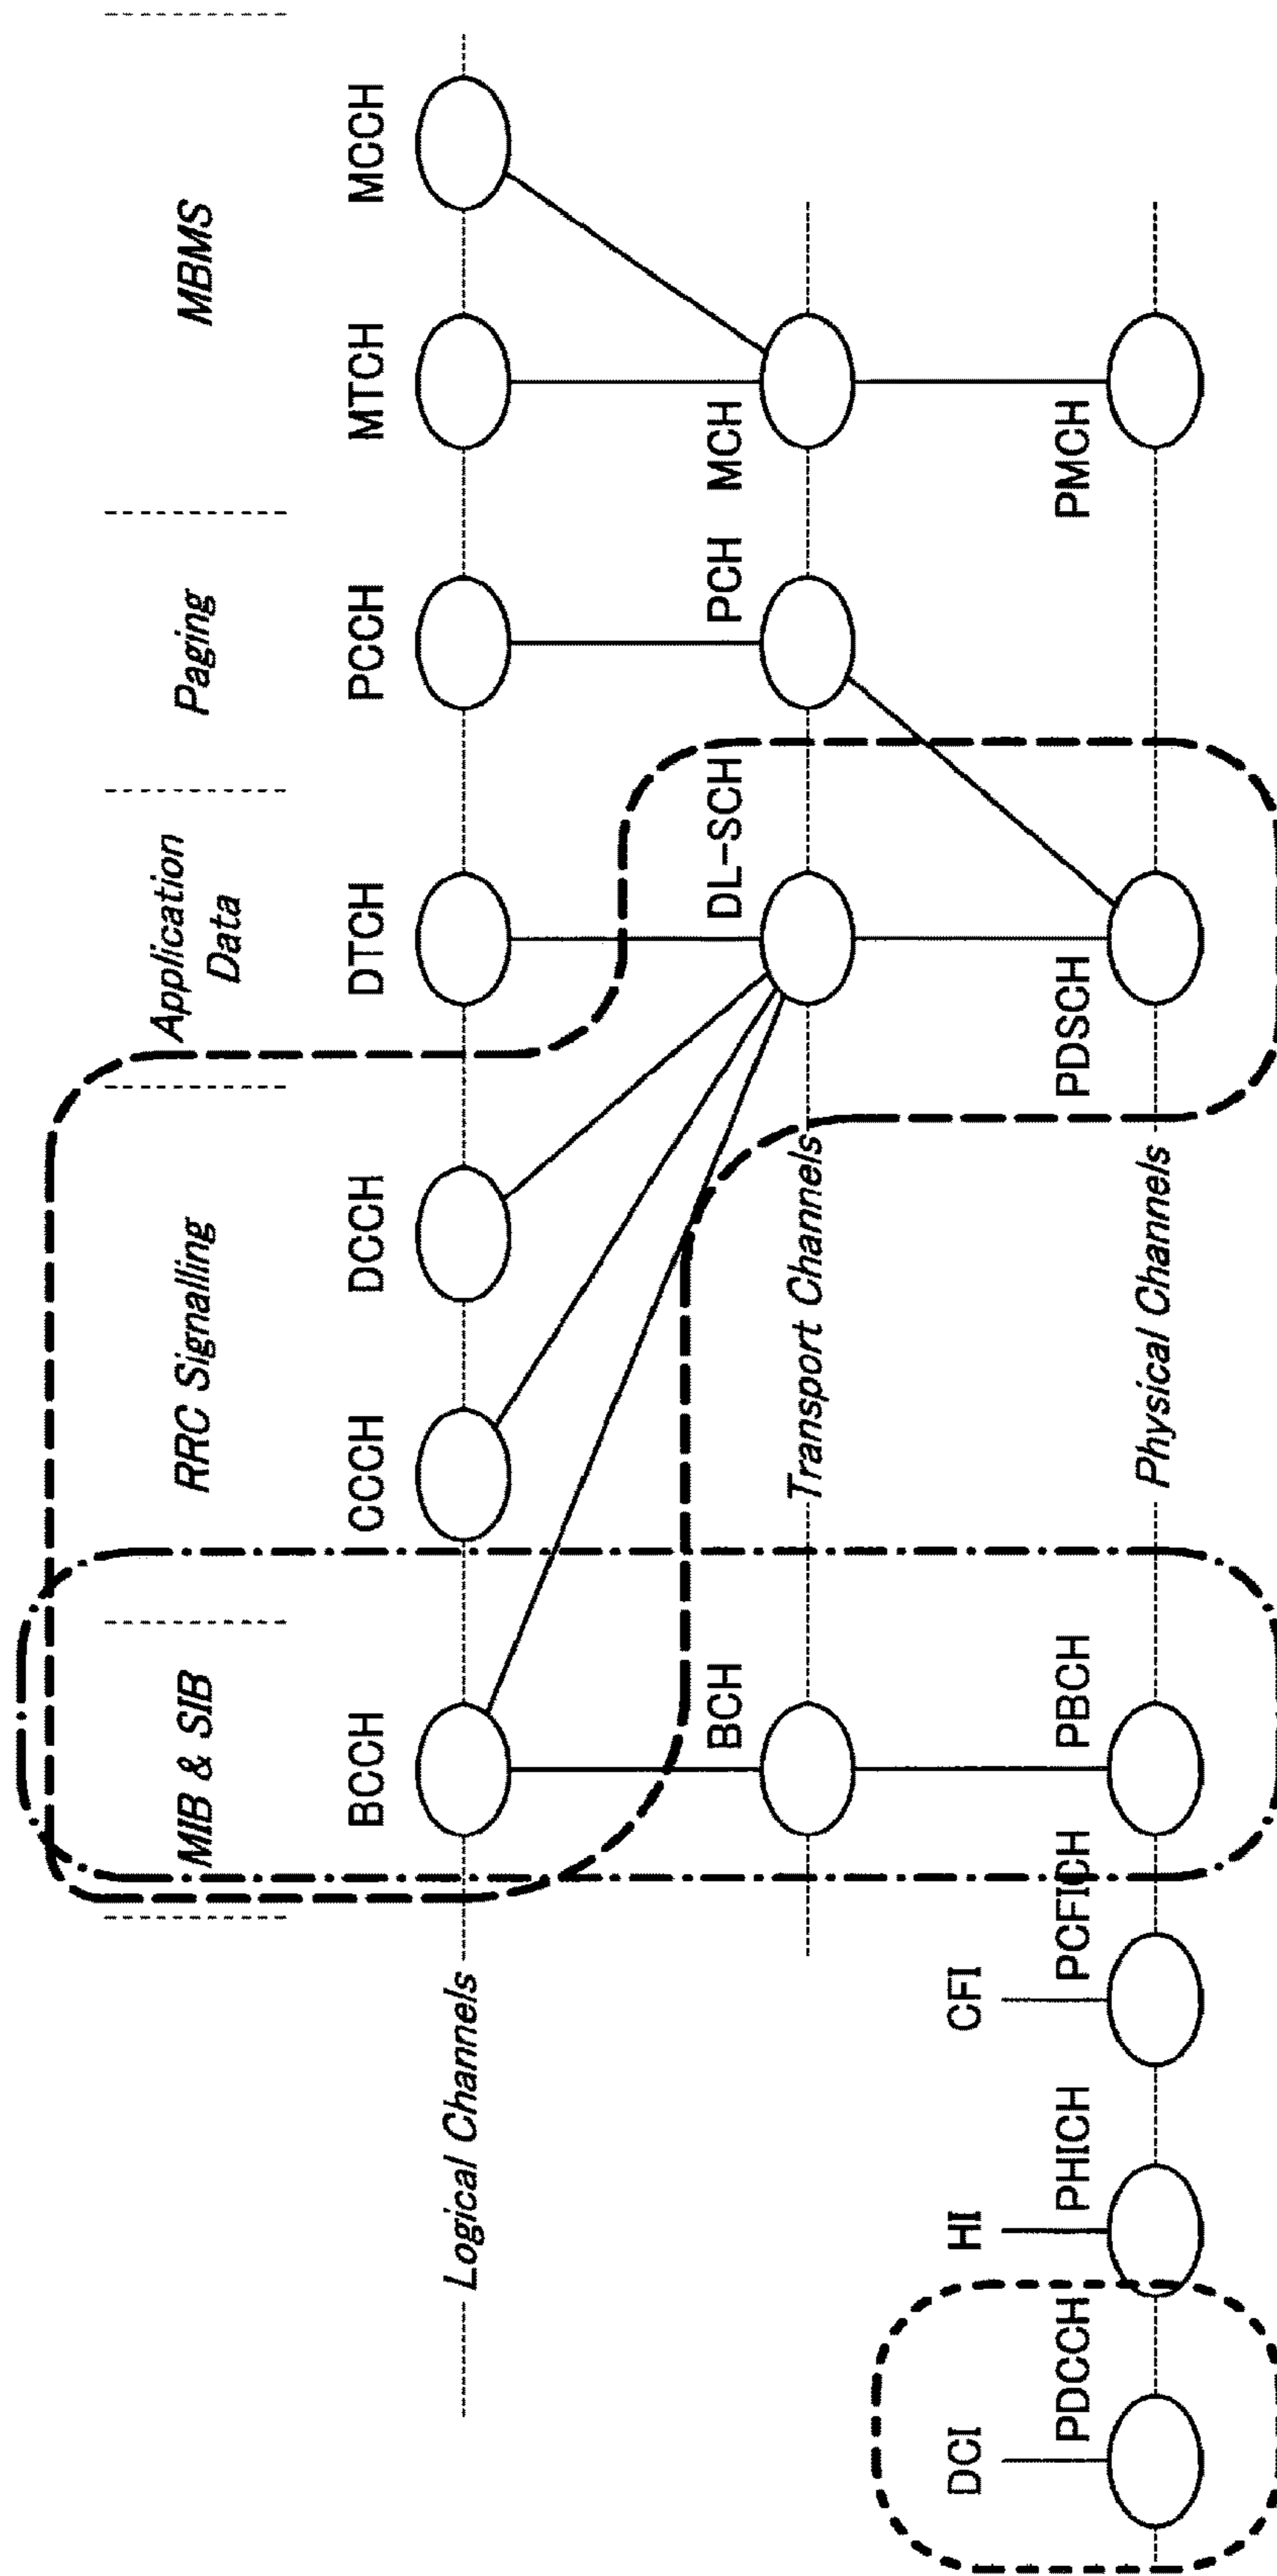 MIB & SIB
RRC Signalling
Application
Data
Paging
MBMS
BCCH
CCCH
DCCH
DTCH
PCCH
MTCH
MCCH
Logical Channels
BCH
DL-SCH
PCH
MCH
Transport Channels
DCI
HI
CFI
PDCCH
PHICH
PCFICH
PBCH
PDSCH
PMCH
Physical Channels